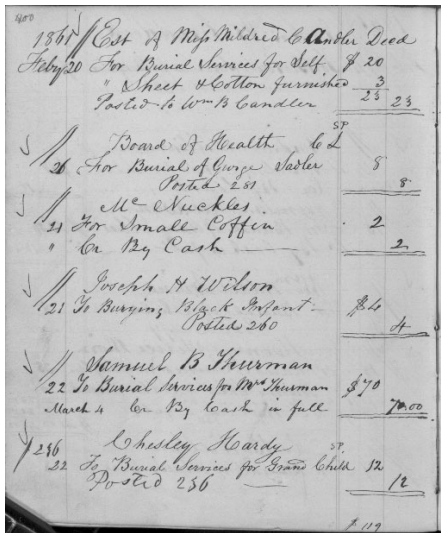 1861 // Est of Miss Mildred C Candler Decd
Feby 20 For Burial Services for Self $ 20
" Sheet & Cotton furnished 3
Posted to Wm B Candler 23 23
SP
// Board of Health C L
26 For Burial of George Sadler 8
Posted 251 8
// Mc Nuckles
21 For Small Coffin 2
" Cr By Cash 2
// Joseph H Wilson
21 To Burying Black Infant $4
Posted 260 4
// Samuel B Thurman
22 To Burial Services for Mrs Thurman $70
March 4 Cr By Cash in full 70.00
256 Chesley Hardy SP
22 To Burial Services for Grand Child 12
Posted 256 12
$ 119